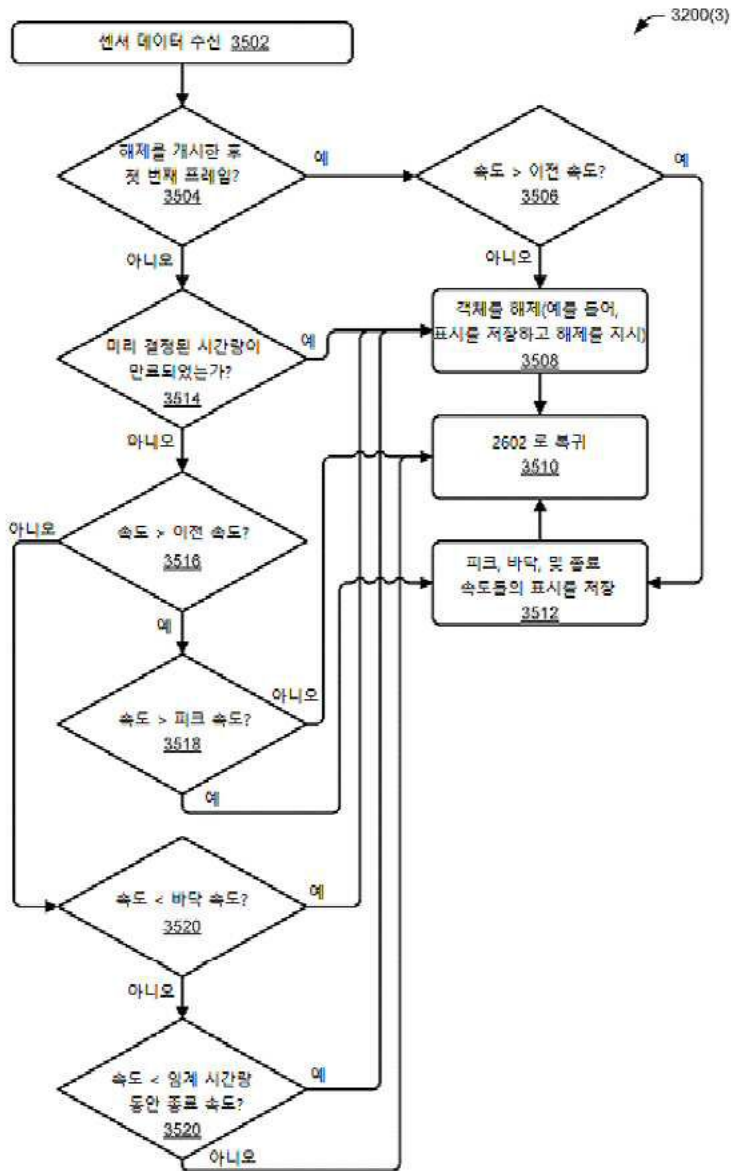 3200(3)
센서 데이터 수신 3502
해제를 개시한 후
첫 번째 프레임?
3504
예
속도 > 이전 속도?
3506
예
아니오
아니오
객체를 해제(예를 들어,
표시를 저장하고 해제를 지시)
3508
미리 결정된 시간량이
만료되었는가?
3514
예
아니오
2602 로 복귀
3510
아니오
속도 > 이전 속도?
3516
예
피크, 바닥, 및 종료
속도들의 표시를 저장
3512
아니오
속도 > 피크 속도?
3518
예
속도 < 바닥 속도?
3520
예
아니오
속도 < 임계 시간량
동안 종료 속도?
3520
예
아니오